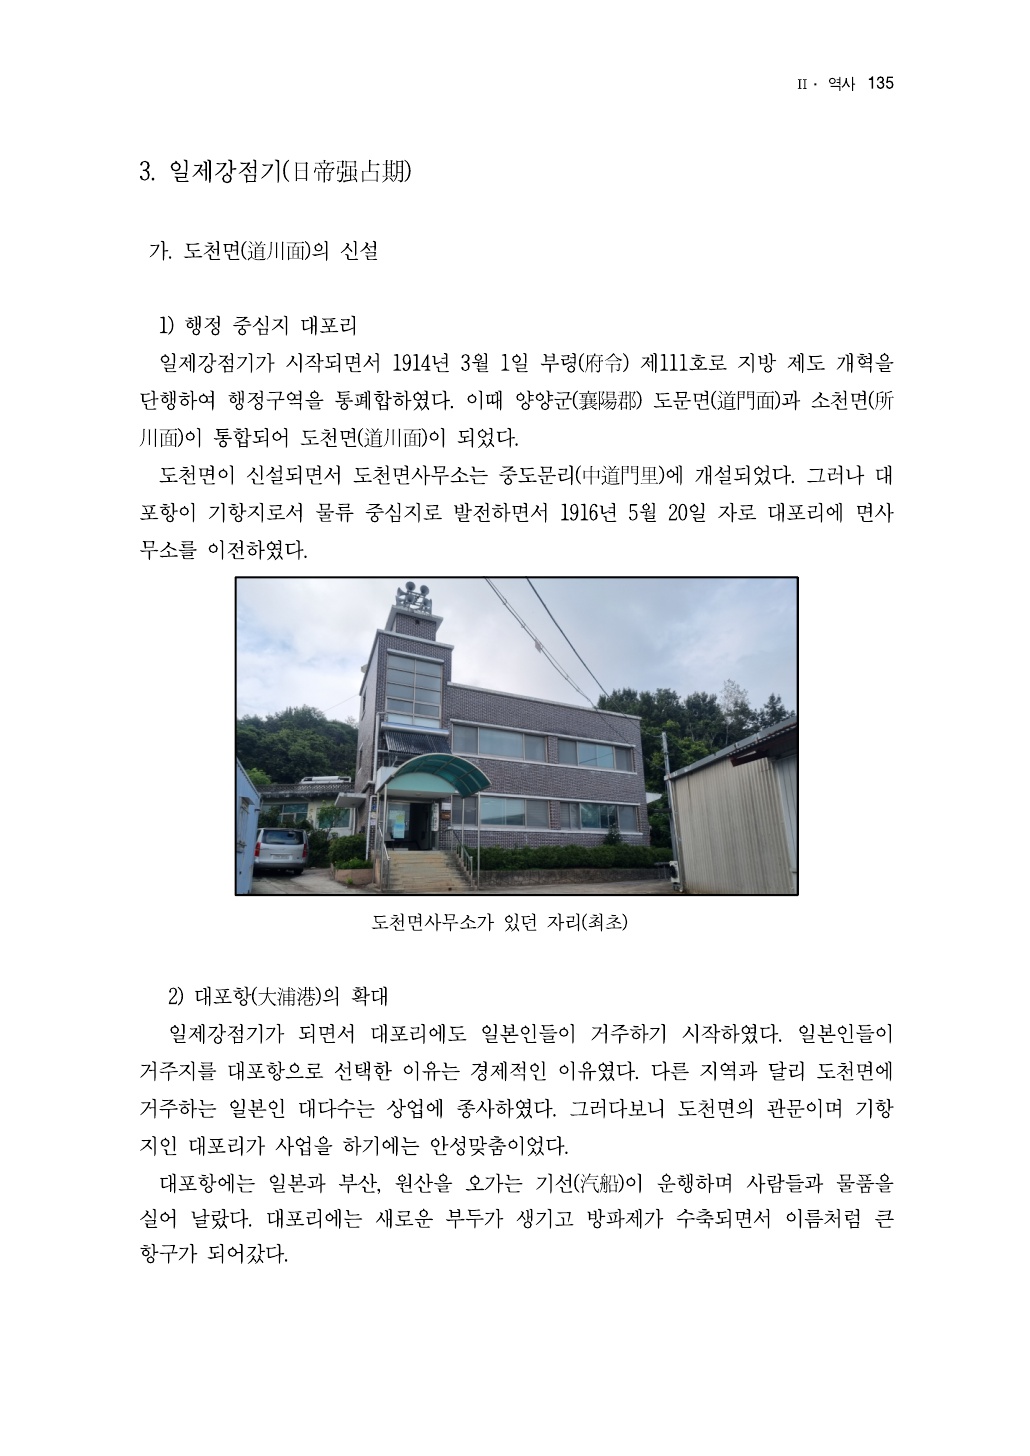 II · 역사 135
3. 일제강점기(日帝强占期)
가. 도천면(道川面)의 신설
1) 행정 중심지 대포리
일제강점기가 시작되면서 1914년 3월 1일 부령(府令) 제111호로 지방 제도 개혁을
단행하여 행정구역을 통폐합하였다. 이때 양양군(襄陽郡) 도문면(道門面)과 소천면(所
川面)이 통합되어 도천면(道川面)이 되었다.
도천면이 신설되면서 도천면사무소는 중도문리(中道門里)에 개설되었다. 그러나 대
포항이 기항지로서 물류 중심지로 발전하면서 1916년 5월 20일 자로 대포리에 면사
무소를 이전하였다.
도천면사무소가 있던 자리(최초)
2) 대포항(大浦港)의 확대
일제강점기가 되면서 대포리에도 일본인들이 거주하기 시작하였다. 일본인들이
거주지를 대포항으로 선택한 이유는 경제적인 이유였다. 다른 지역과 달리 도천면에
거주하는 일본인 대다수는 상업에 종사하였다. 그러다보니 도천면의 관문이며 기항
지인 대포리가 사업을 하기에는 안성맞춤이었다.
대포항에는 일본과 부산, 원산을 오가는 기선(汽船)이 운행하며 사람들과 물품을
실어 날랐다. 대포리에는 새로운 부두가 생기고 방파제가 수축되면서 이름처럼 큰
항구가 되어갔다.